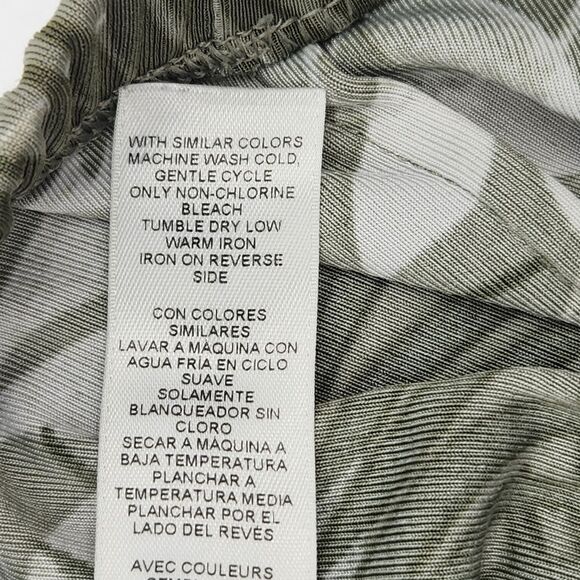 WITH SIMILAR COLORS
MACHINE WASH COLD,
GENTLE CYCLE
ONLY NON-CHLORINE
BLEACH
TUMBLE DRY LOW
WARM IRON
IRON ON REVERSE
SIDE
CON COLORES
SIMILARES
LAVAR A MÁQUINA CON
AGUA FRÍA EN CICLO
SUAVE
SOLAMENTE
BLANQUEADOR SIN
CLORO
SECAR A MÁQUINA A
BAJA TEMPERATURA
PLANCHAR A
TEMPERATURA MEDIA
PLANCHAR POR EL
LADO DEL REVÉS
AVEC COULEURS